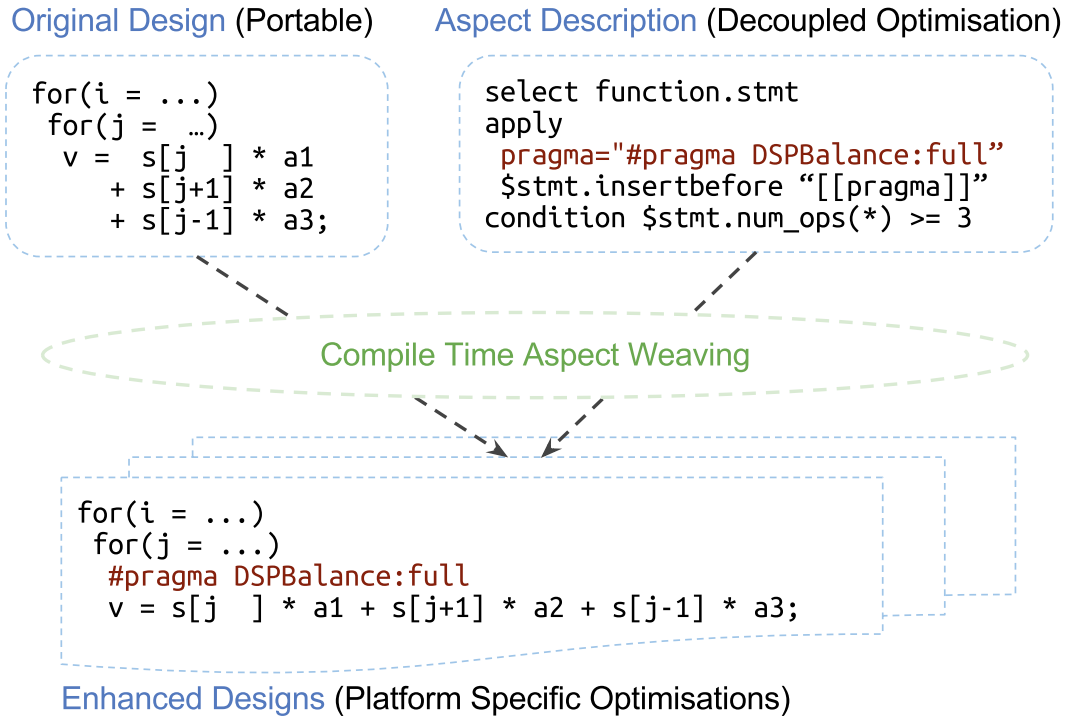 Original Design (Portable)
for(i = ...)
for(j =  …)
v =  s[j  ] * a1
+ s[j+1] * a2
+ s[j-1] * a3;
Aspect Description (Decoupled Optimisation)
select function.stmt
apply
pragma="#pragma DSPBalance:full”
$stmt.insertbefore “[[pragma]]”
condition $stmt.num_ops(*) >= 3
Compile Time Aspect Weaving
for(i = ...)
for(j = ...)
#pragma DSPBalance:full
v = s[j  ] * a1 + s[j+1] * a2 + s[j-1] * a3;
Enhanced Designs (Platform Specific Optimisations)